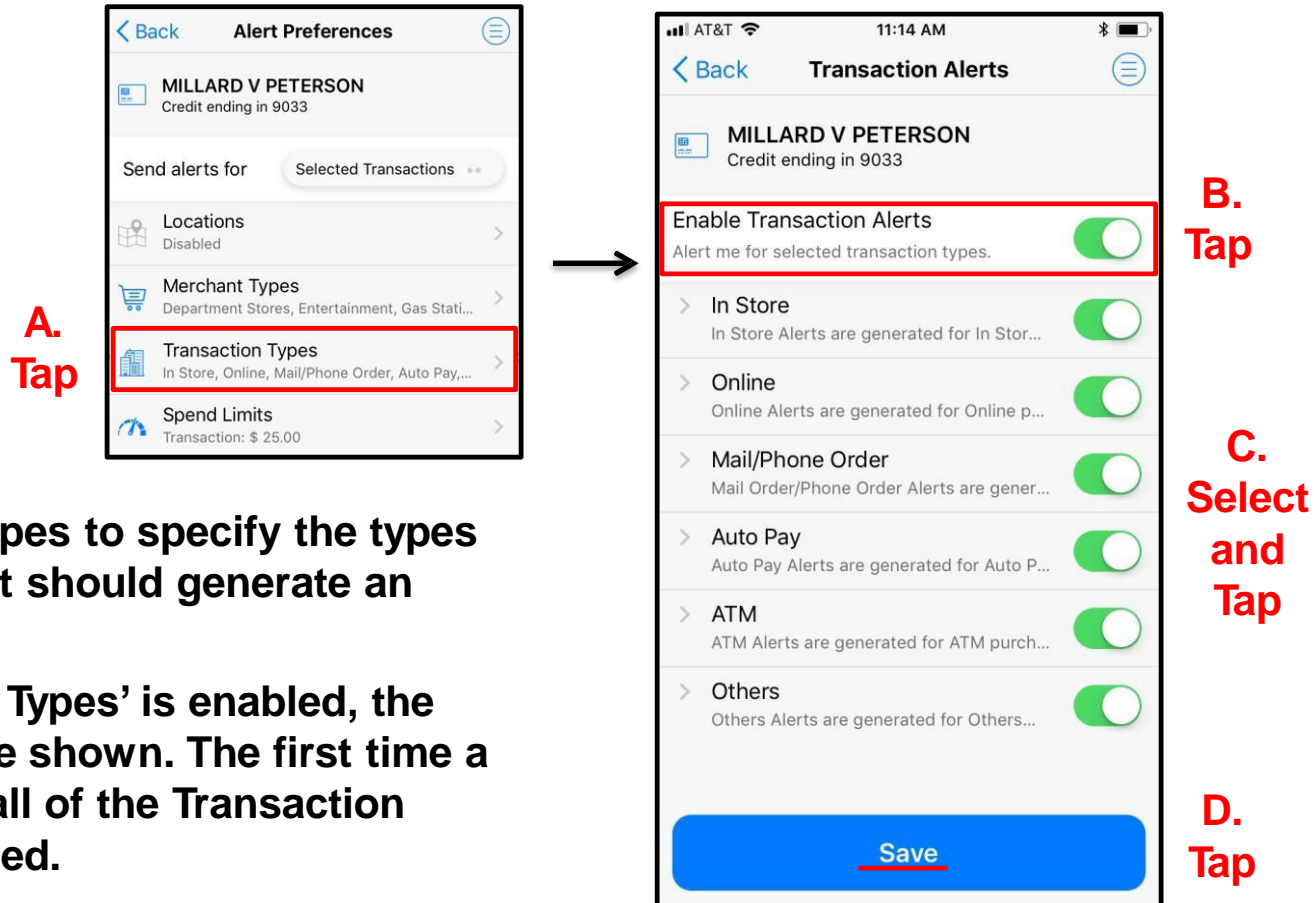 Back Alert Preferences
MILLARD V PETERSON
Credit ending in 9033
Send alerts for Selected Transactions
Locations
Disabled
Merchant Types
Department Stores, Entertainment, Gas Stati...
Transaction Types
In Store, Online, Mail/Phone Order, Auto Pay,...
Spend Limits
Transaction: $ 25.00
A.
Tap
pes to specify the types
t should generate an
Types’ is enabled, the
e shown. The first time a
all of the Transaction
ed.
AT&T 11:14 AM
Back Transaction Alerts
MILLARD V PETERSON
Credit ending in 9033
Enable Transaction Alerts
Alert me for selected transaction types.
In Store
In Store Alerts are generated for In Stor...
Online
Online Alerts are generated for Online p...
Mail/Phone Order
Mail Order/Phone Order Alerts are gener...
Auto Pay
Auto Pay Alerts are generated for Auto P...
ATM
ATM Alerts are generated for ATM purch...
Others
Others Alerts are generated for Others...
Save
B.
Tap
C.
Select
and
Tap
D.
Tap